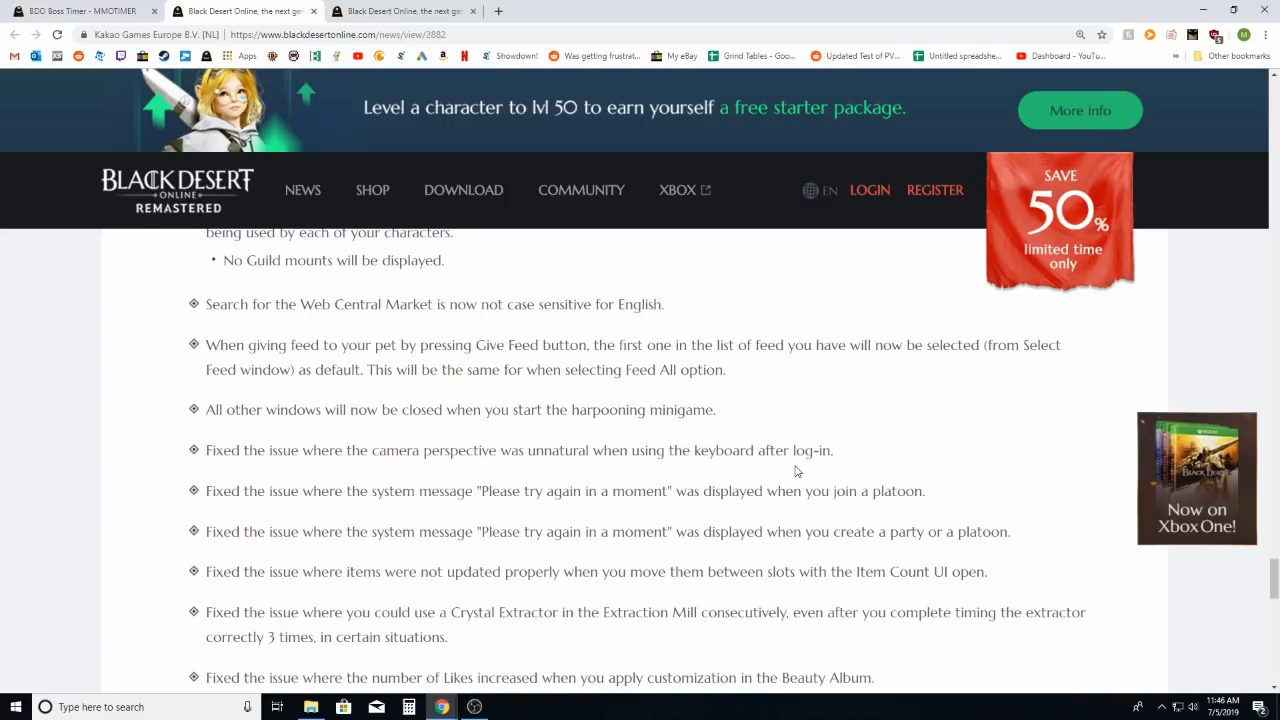 BDO Boss Timer - MMOTIMER
Black Desert Online, the next ge
Black Desert Online, the next ge
Kakao Games Europe B.V. [NL] | https://www.blackdesertonline.com/news/view/2882
Apps
Showdown!
Was getting frustrat...
My eBay
Grind Tables - Goo...
Updated Test of PV...
Untitled spreadshe...
Dashboard - YouTu...
Other bookmarks
Level a character to lvl 50 to earn yourself a free starter package.
More info
BLACK DESERT
ONLINE
REMASTERED
NEWS
SHOP
DOWNLOAD
COMMUNITY
XBOX
EN
LOGIN
REGISTER
SAVE
50%
limited time
only
being used by each of your characters.
• No Guild mounts will be displayed.
Search for the Web Central Market is now not case sensitive for English.
When giving feed to your pet by pressing Give Feed button, the first one in the list of feed you have will now be selected (from Select
Feed window) as default. This will be the same for when selecting Feed All option.
All other windows will now be closed when you start the harpooning minigame.
Fixed the issue where the camera perspective was unnatural when using the keyboard after log-in.
Fixed the issue where the system message "Please try again in a moment" was displayed when you join a platoon.
Fixed the issue where the system message "Please try again in a moment" was displayed when you create a party or a platoon.
Fixed the issue where items were not updated properly when you move them between slots with the Item Count UI open.
Fixed the issue where you could use a Crystal Extractor in the Extraction Mill consecutively, even after you complete timing the extractor
correctly 3 times, in certain situations.
Fixed the issue where the number of Likes increased when you apply customization in the Beauty Album.
BLACK DESERT
Now on
Xbox One!
Type here to search
11:46 AM
7/5/2019